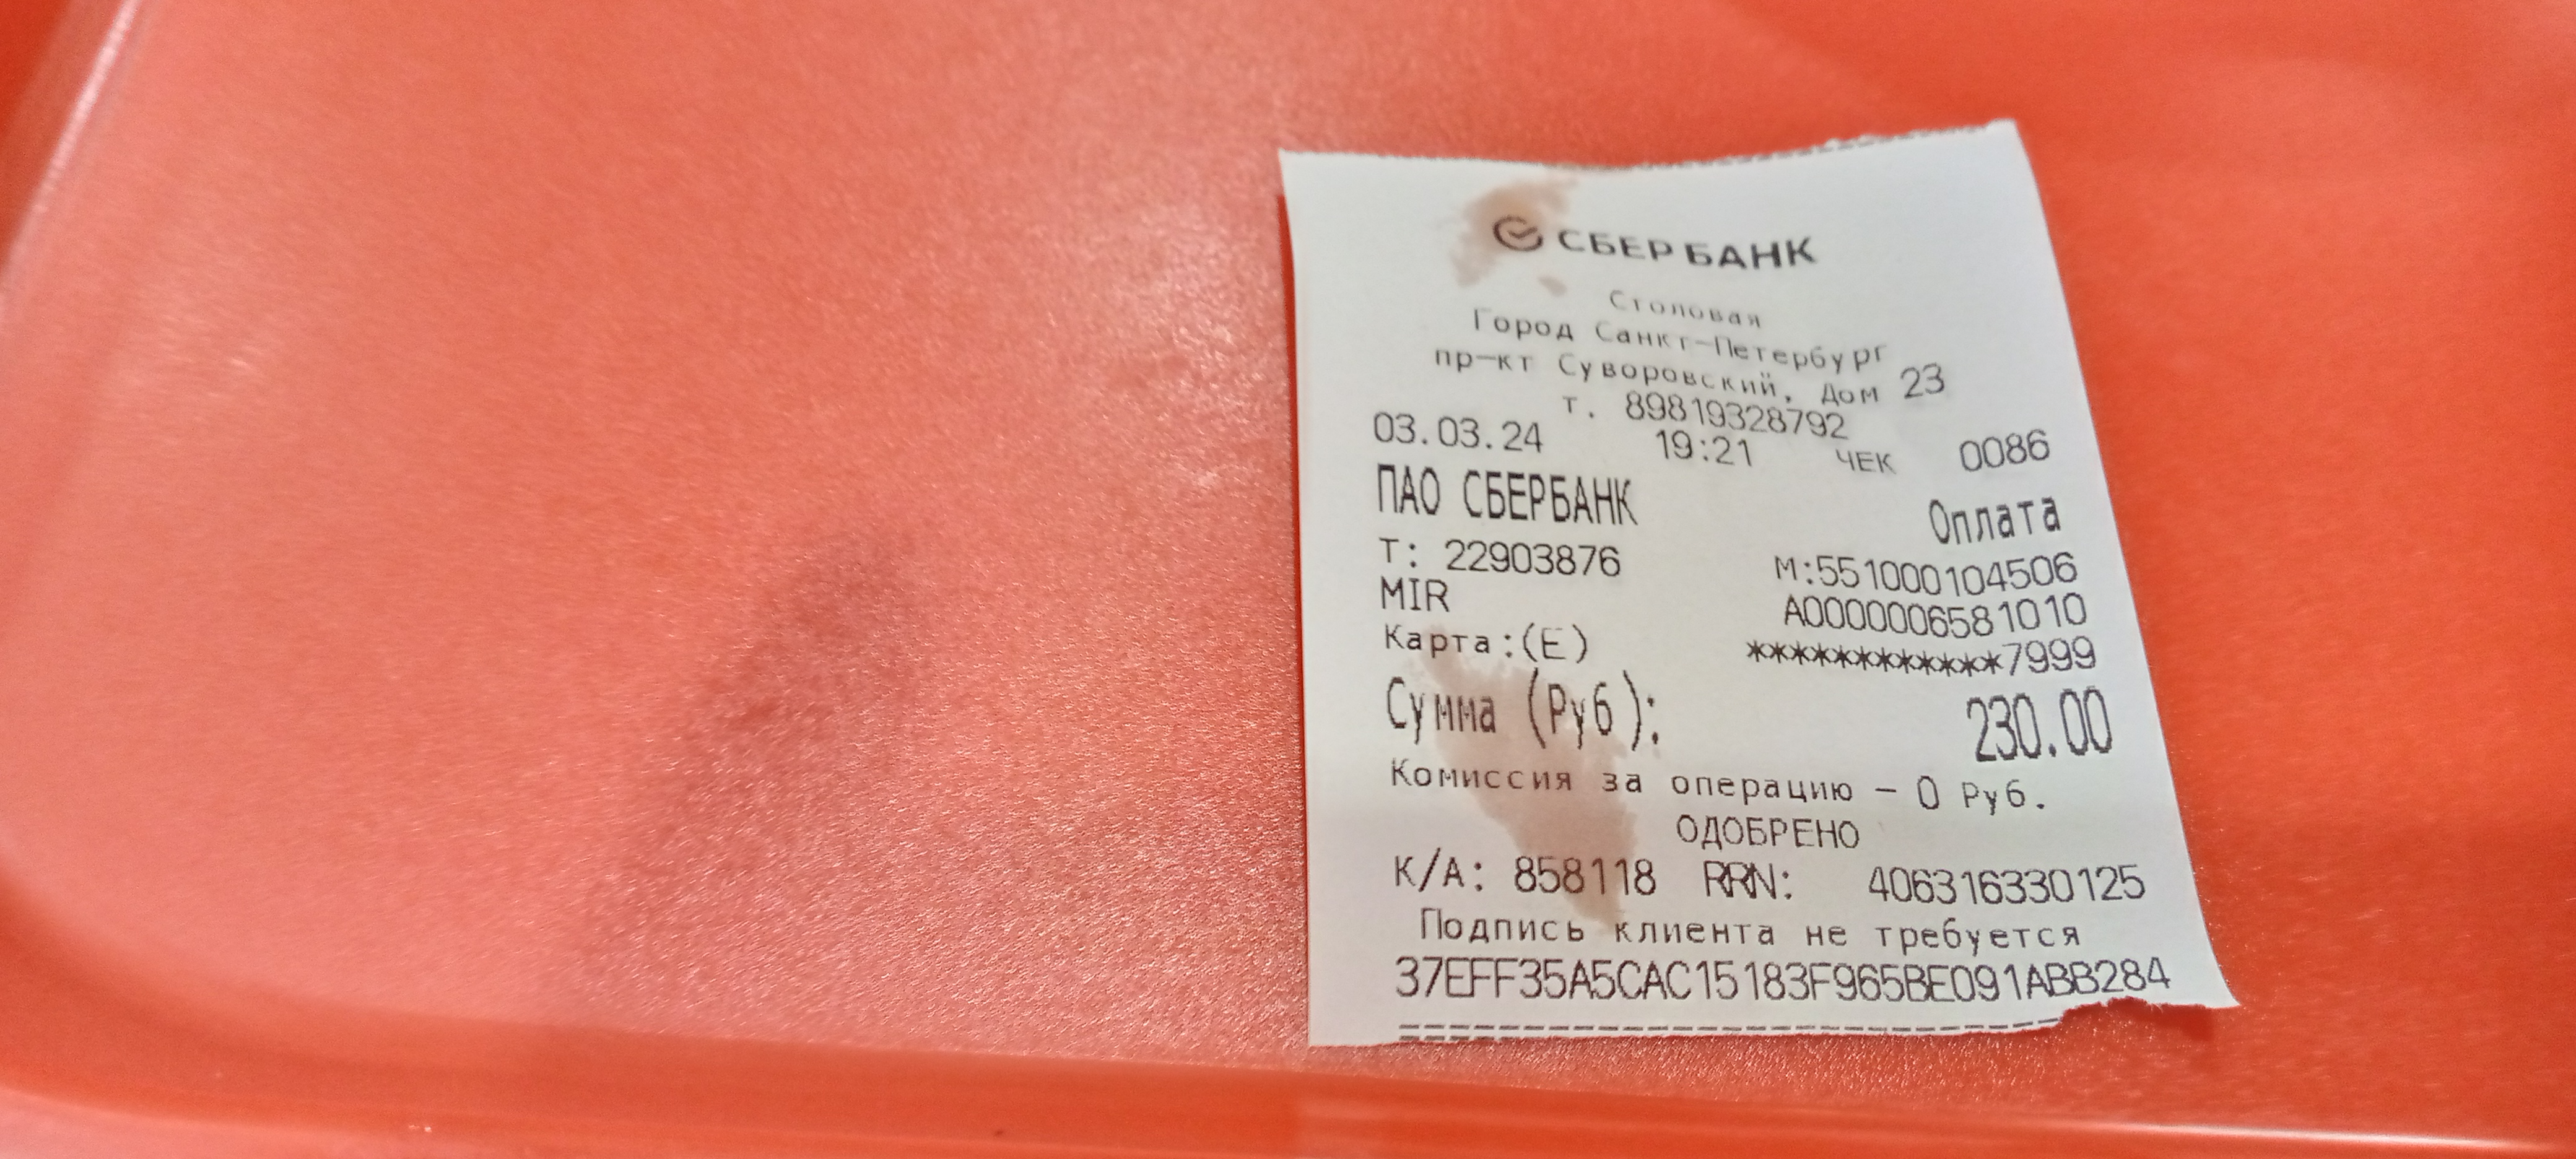 СБЕР БАНК
Столовая
Город Санкт-Петербург
пр-кт Суворовский, Дом 23
т. 89819328792
03.03.24 19:21 ЧЕК 0086
ПАО СБЕРБАНК Оплата
Т: 22903876 М:551000104506
MIR A0000006581010
Карта:(E) ************7999
Сумма (Руб): 230.00
Комиссия за операцию – 0 Руб.
ОДОБРЕНО
К/А: 858118 RRN: 406316330125
Подпись клиента не требуется
37EFF35A5CAC15183F965BE091ABB284